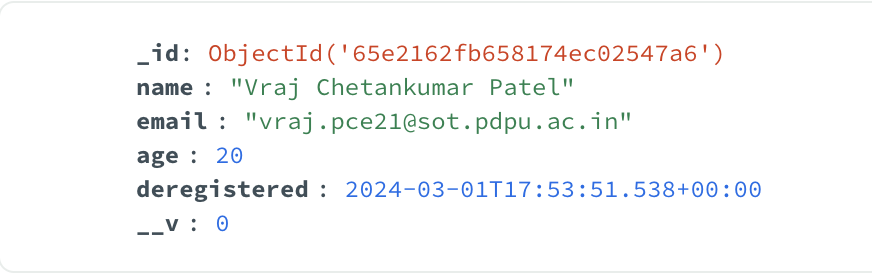 _id: ObjectId('65e2162fb658174ec02547a6')
name : "Vraj Chetankumar Patel"
email : "vraj.pce21@sot.pdpu.ac.in"
age : 20
deregistered : 2024-03-01T17:53:51.538+00:00
__v : 0